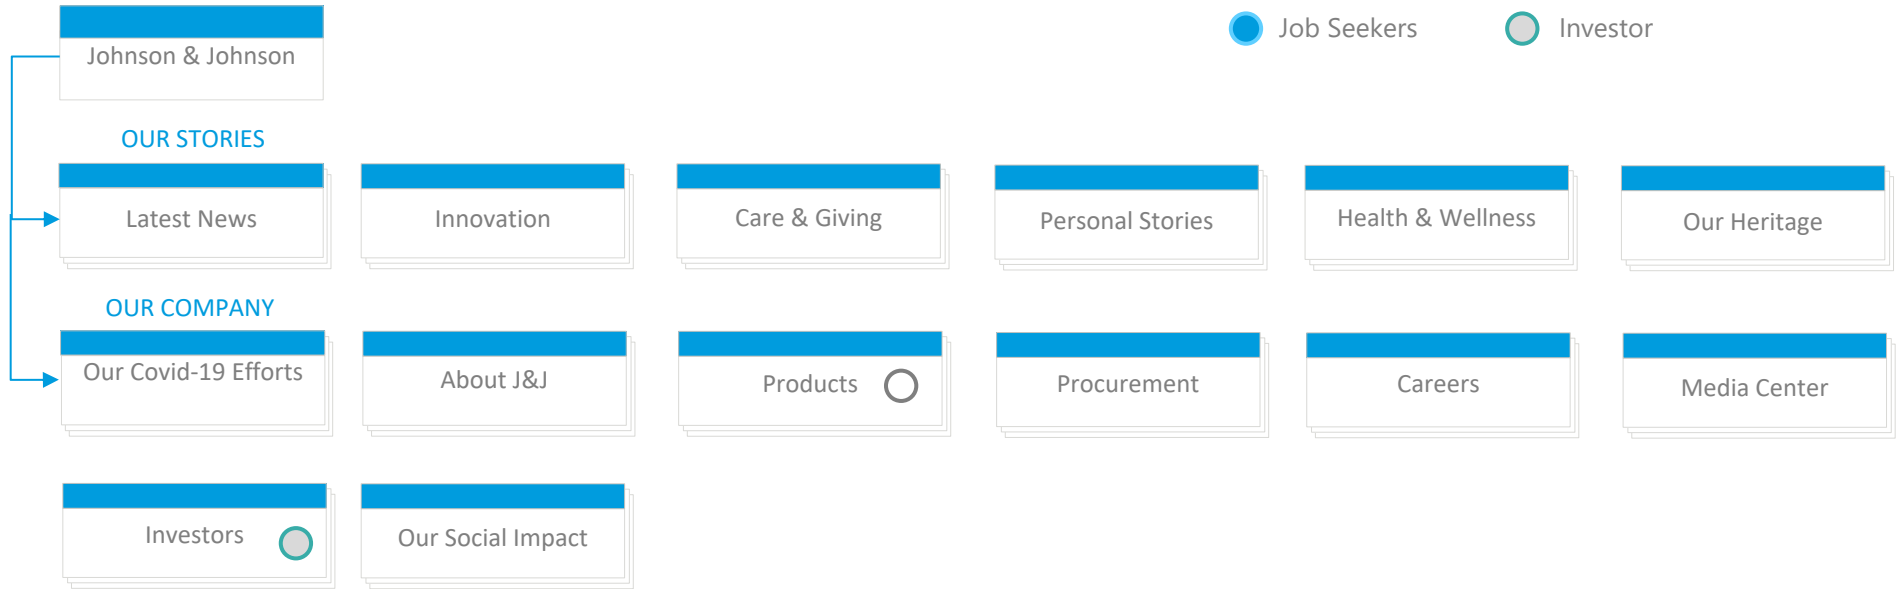 Job Seekers
Investor
Johnson & Johnson
OUR STORIES
Latest News
Innovation
Care & Giving
Personal Stories
Health & Wellness
Our Heritage
OUR COMPANY
Our Covid-19 Efforts
About J&J
Products
Procurement
Careers
Media Center
Investors
Our Social Impact